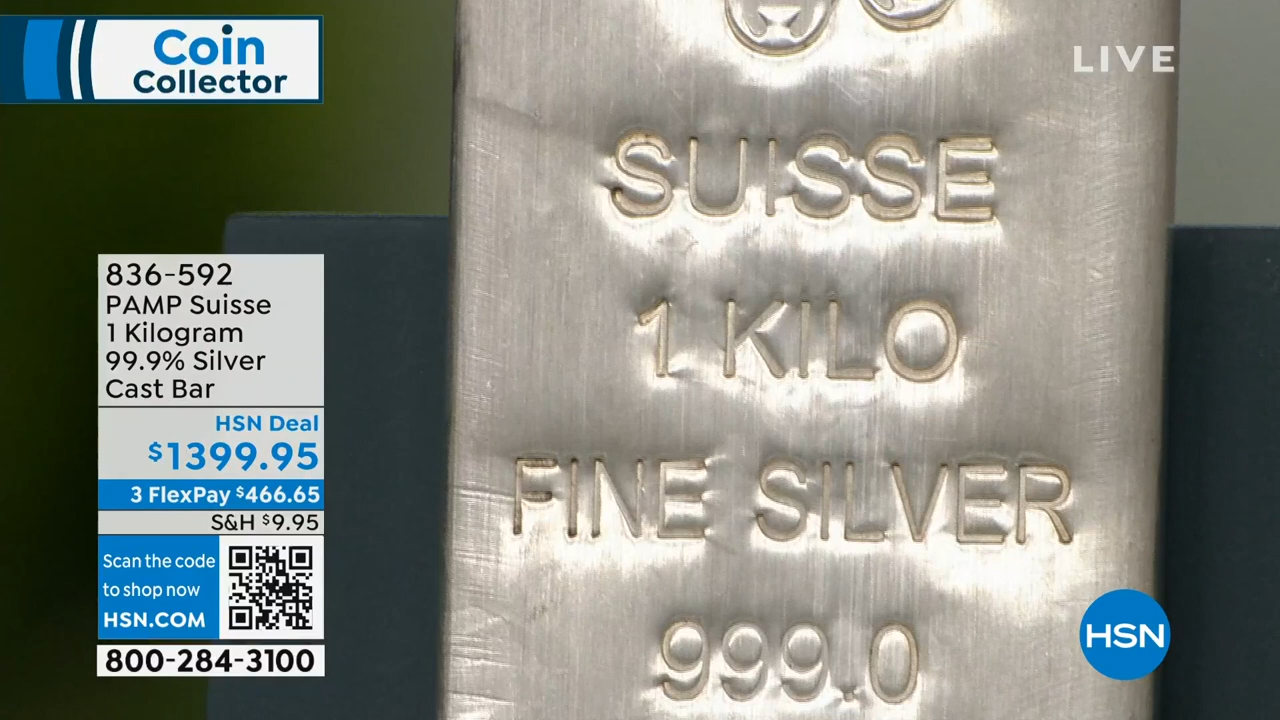 Coin
Collector
LIVE
SUISSE
1 KILO
FINE SILVER
999.0
836-592
PAMP Suisse
1 Kilogram
99.9% Silver
Cast Bar
HSN Deal
$1399.95
3 FlexPay $466.65
S&H $9.95
Scan the code
to shop now
HSN.COM
800-284-3100
HSN